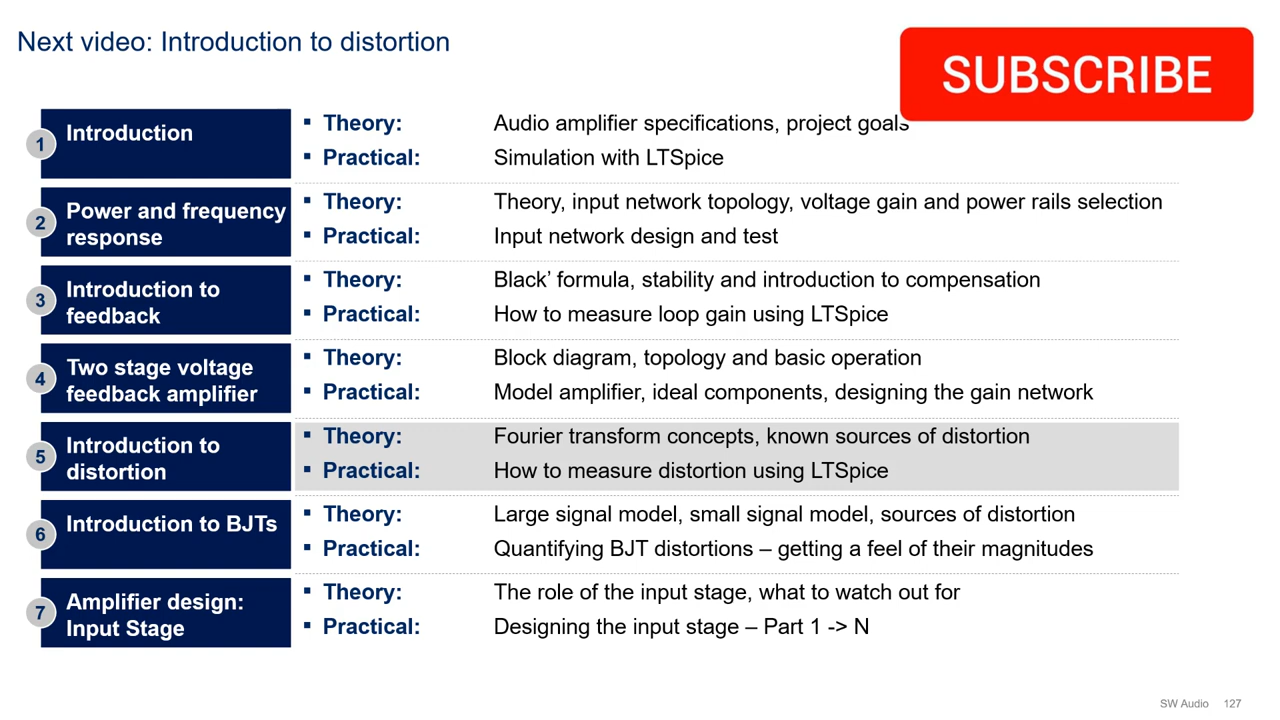 Next video: Introduction to distortion
SUBSCRIBE
1 Introduction
▪ Theory: Audio amplifier specifications, project goals
▪ Practical: Simulation with LTSpice
2 Power and frequency response
▪ Theory: Theory, input network topology, voltage gain and power rails selection
▪ Practical: Input network design and test
3 Introduction to feedback
▪ Theory: Black’ formula, stability and introduction to compensation
▪ Practical: How to measure loop gain using LTSpice
4 Two stage voltage feedback amplifier
▪ Theory: Block diagram, topology and basic operation
▪ Practical: Model amplifier, ideal components, designing the gain network
5 Introduction to distortion
▪ Theory: Fourier transform concepts, known sources of distortion
▪ Practical: How to measure distortion using LTSpice
6 Introduction to BJTs
▪ Theory: Large signal model, small signal model, sources of distortion
▪ Practical: Quantifying BJT distortions – getting a feel of their magnitudes
7 Amplifier design: Input Stage
▪ Theory: The role of the input stage, what to watch out for
▪ Practical: Designing the input stage – Part 1 -> N
SW Audio 127